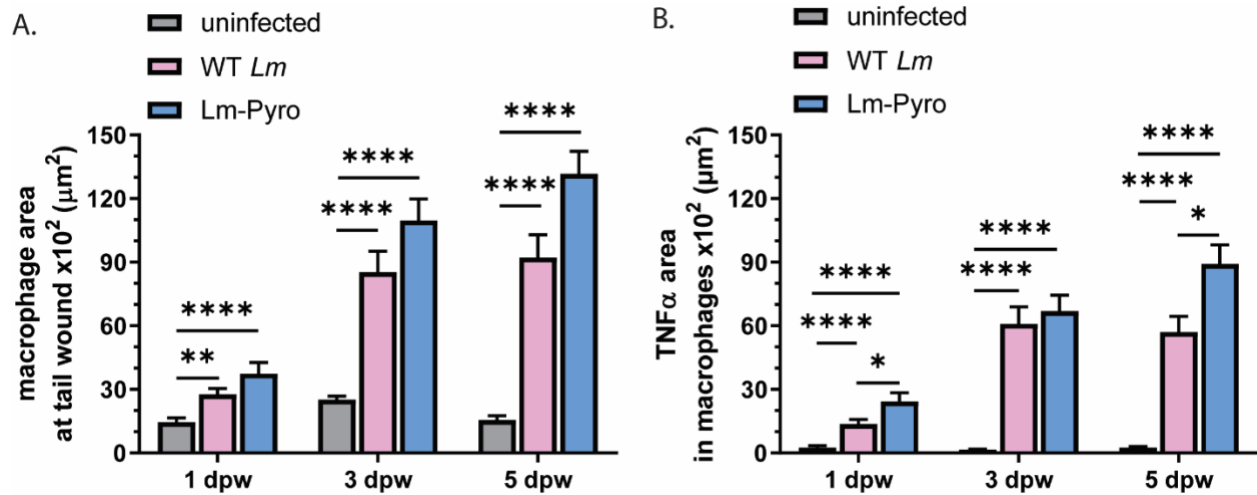 A.
uninfected
WT Lm
Lm-Pyro
macrophage area
at tail wound x10² (μm²)
150
120
90
60
30
0
**
****
****
****
****
****
1 dpw
3 dpw
5 dpw
B.
uninfected
WT Lm
Lm-Pyro
TNFα area
in macrophages x10² (μm²)
150
120
90
60
30
0
****
****
*
****
****
****
****
*
1 dpw
3 dpw
5 dpw